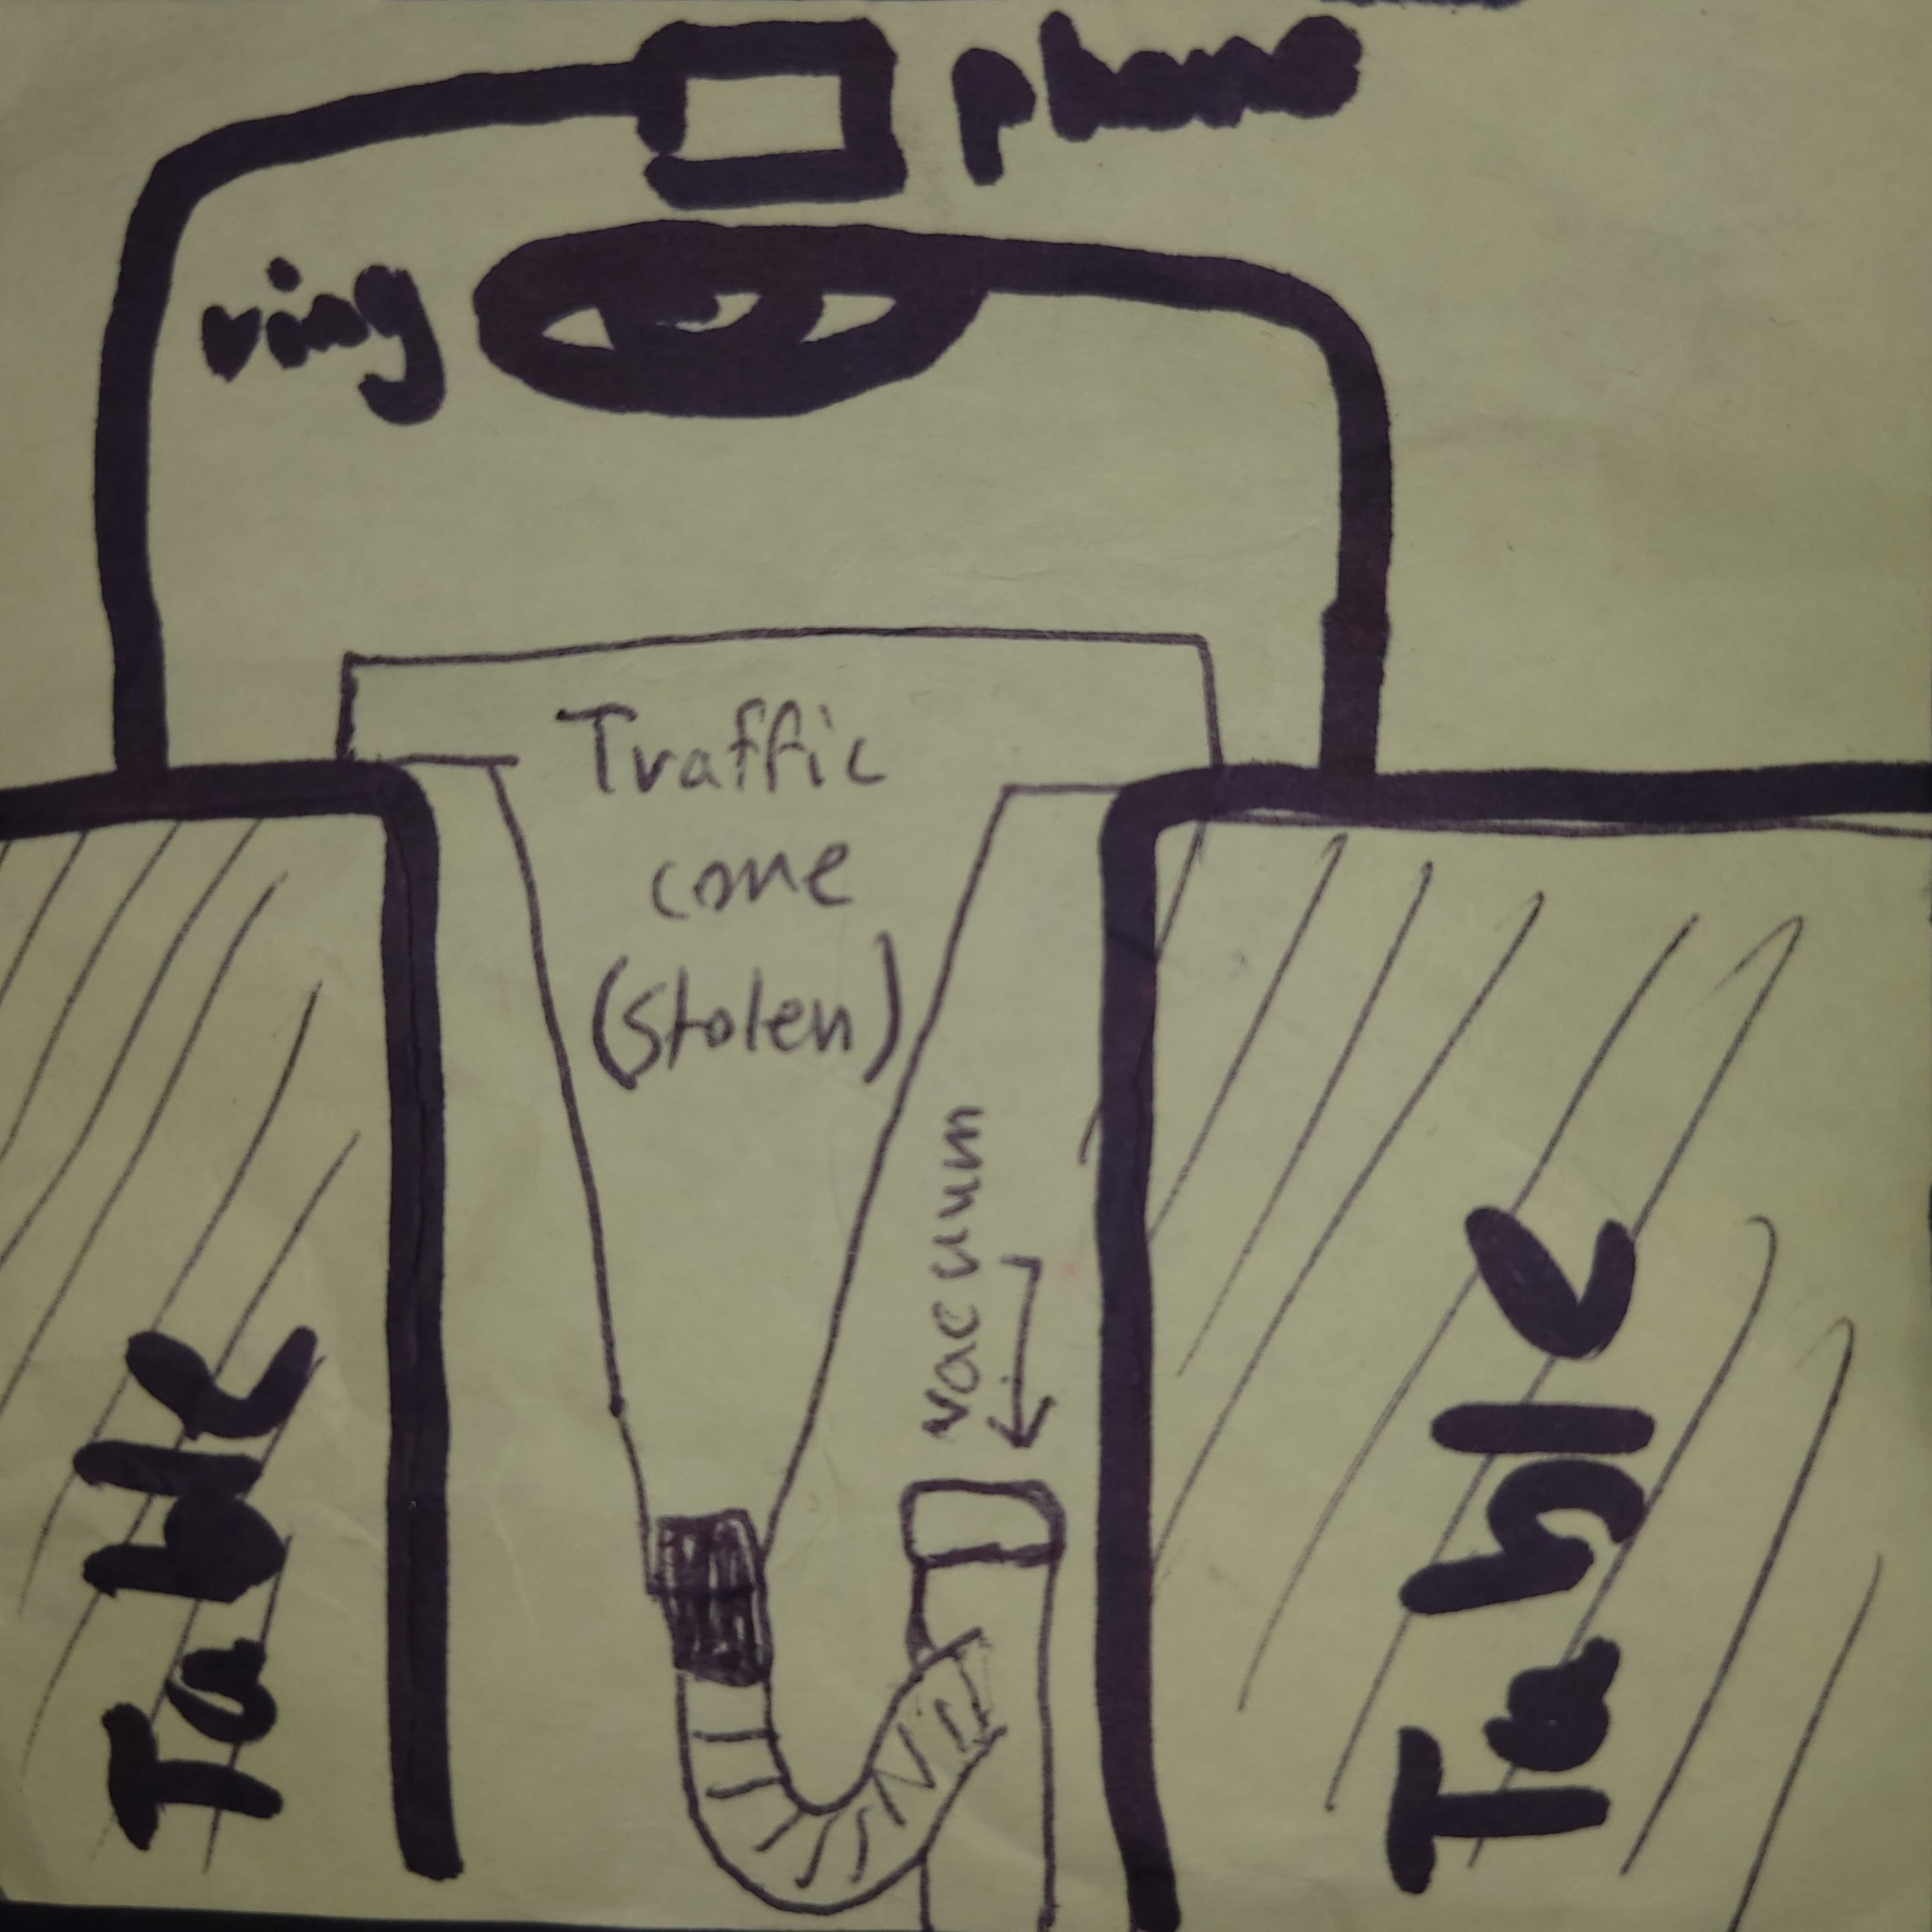 phone
ring
Traffic
cone
(stolen)
vacuum
Table
Table